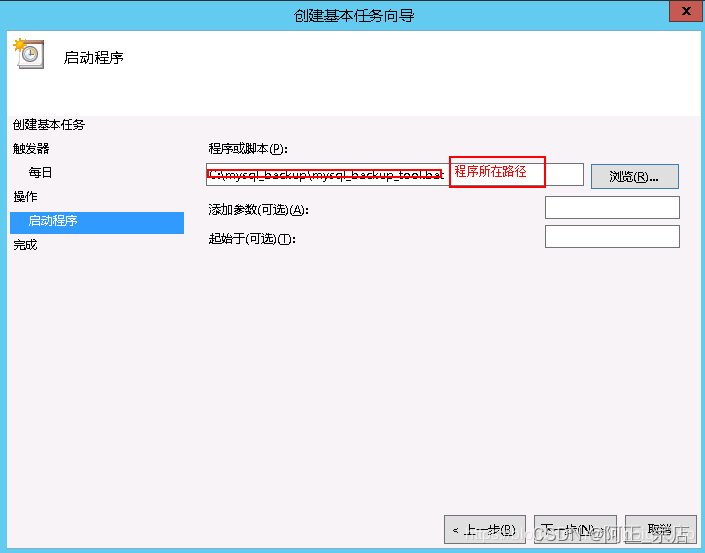 创建基本任务向导
启动程序
创建基本任务
触发器
每日
操作
启动程序
完成
程序或脚本(P):
C:\mysql_backup\mysql_backup_tool.bat
程序所在路径
浏览(R)...
添加参数(可选)(A):
起始于(可选)(T):
< 上一步(B)
下一步(N) >
取消
CSDN @阿正